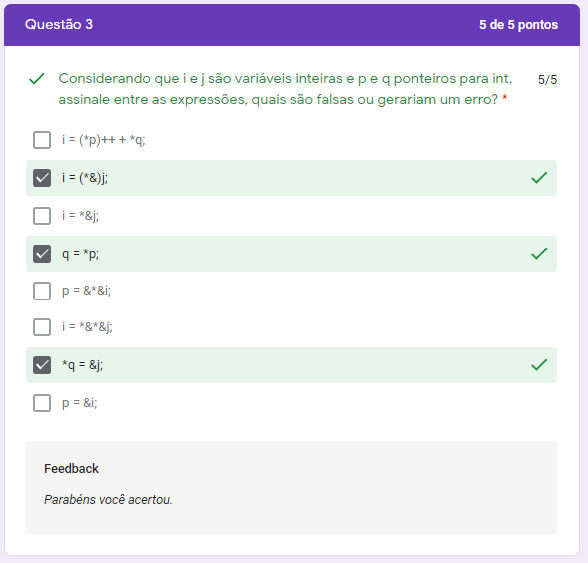 Questão 3
5 de 5 pontos
Considerando que i e j são variáveis inteiras e p e q ponteiros para int,
5/5
assinale entre as expressões, quais são falsas ou gerariam um erro? *
i = (*p)++ + *q;
i = (*&)j;
i = *&j;
q = *p;
p = &*&i;
i = *&*&j;
*q = &j;
p = &i;
Feedback
Parabéns você acertou.